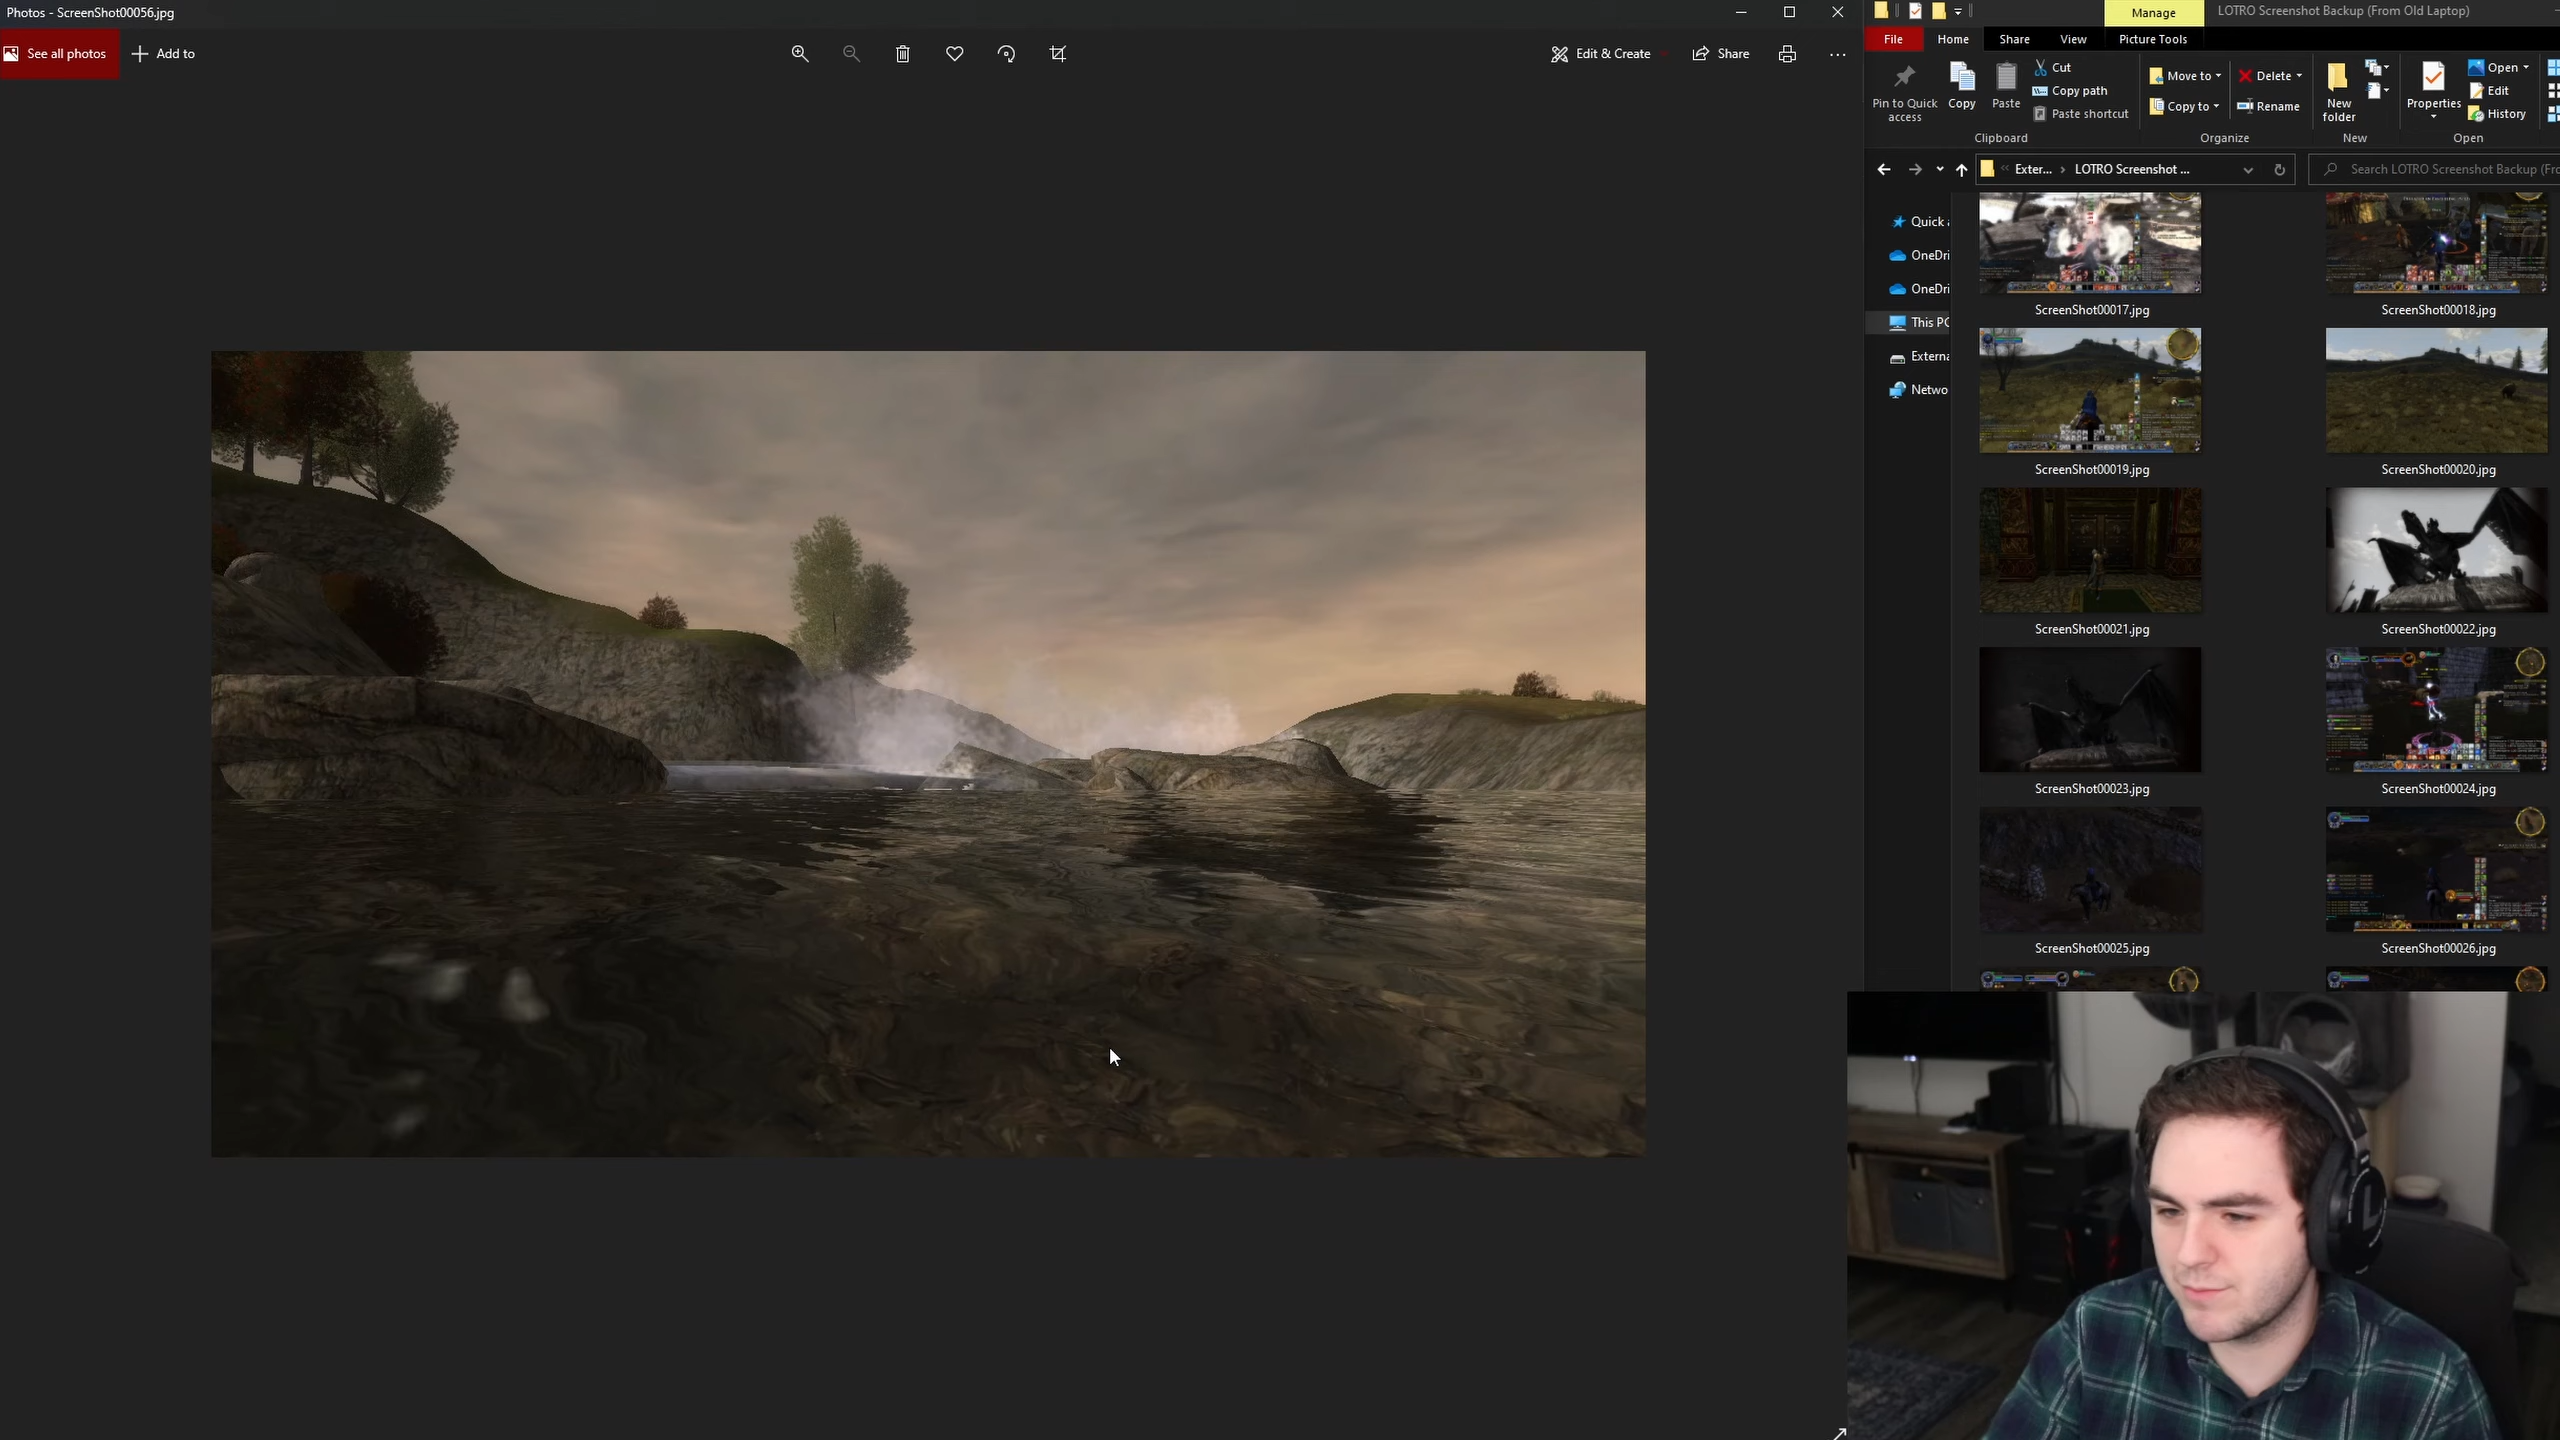 Photos - ScreenShot00056.jpg
See all photos
Add to
Edit & Create
Share
Manage
LOTRO Screenshot Backup (From Old Laptop)
File
Home
Share
View
Picture Tools
Pin to Quick access
Copy
Paste
Cut
Copy path
Paste shortcut
Clipboard
Move to
Copy to
Delete
Rename
Organize
New folder
New
Properties
Open
Edit
History
Open
Exter...
LOTRO Screenshot ...
Search LOTRO Screenshot Backup (Fro
Quick a
OneDri
OneDri
This PC
Externa
Netwo
ScreenShot00017.jpg
ScreenShot00018.jpg
ScreenShot00019.jpg
ScreenShot00020.jpg
ScreenShot00021.jpg
ScreenShot00022.jpg
ScreenShot00023.jpg
ScreenShot00024.jpg
ScreenShot00025.jpg
ScreenShot00026.jpg